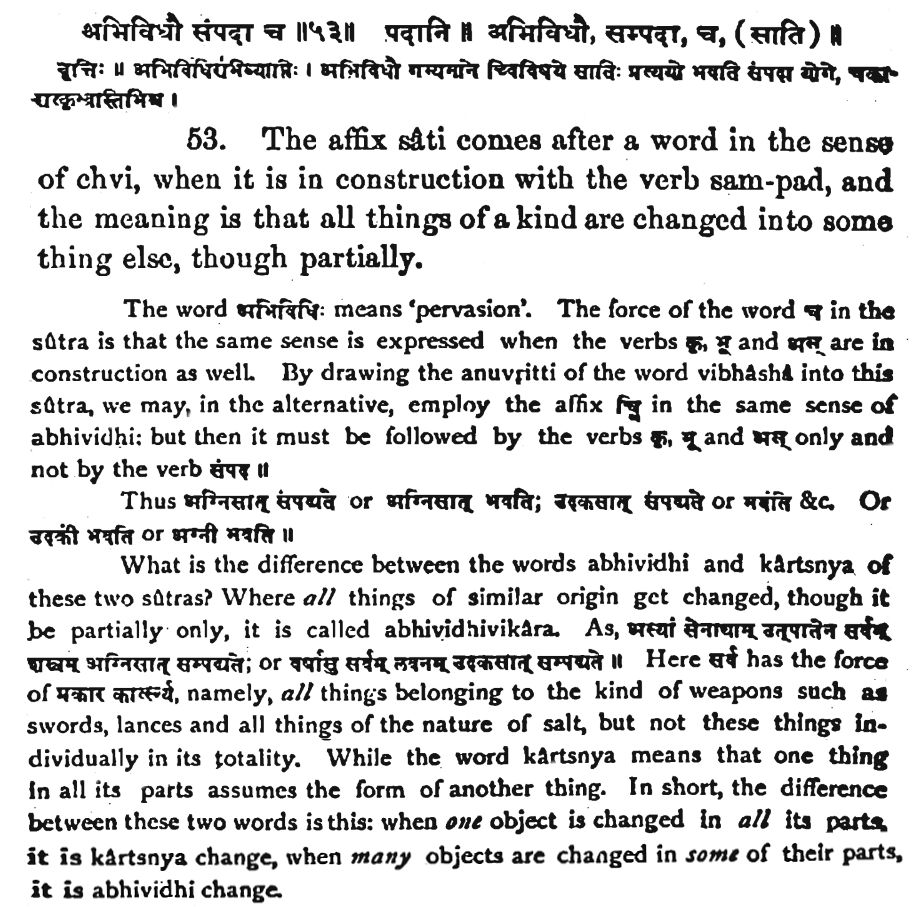 अभिविधौ संपदा च ॥५३॥ पदानि ॥ अभिविधौ, सम्पदा, च, (साति) ॥
वृत्तिः ॥ अभिविधिरभिव्याप्तिः । अभिविधौ गम्यमाने च्विविषये सातिः प्रत्ययो भवति संपदा योगे, चका-
रात्कृभ्वास्तिभिश्च ।
53. The affix sâti comes after a word in the sense
of chvi, when it is in construction with the verb sam-pad, and
the meaning is that all things of a kind are changed into some
thing else, though partially.
The word अभिविधिः means ‘pervasion’. The force of the word च in the
sûtra is that the same sense is expressed when the verbs कृ, भू and अस् are in
construction as well. By drawing the anuvṛitti of the word vibhâshâ into this
sûtra, we may, in the alternative, employ the affix च्वि in the same sense of
abhividhi: but then it must be followed by the verbs कृ, भू and अस् only and
not by the verb संपद ॥
Thus अग्निसात् संपद्यते or अग्निसात् भवति; उदकसात् संपद्यते or भवंति &c. Or
उदकी भवति or अग्नी भवति ॥
What is the difference between the words abhividhi and kârtsnya of
these two sûtras? Where all things of similar origin get changed, though it
be partially only, it is called abhividhivikâra. As, अस्यां सेनायाम् उत्पातेन सर्वम्
शस्त्रम् अग्निसात् सम्पद्यते; or वर्षासु सर्वम् लवनम् उदकसात् सम्पद्यते ॥ Here सर्व has the force
of प्रकार कार्त्स्न्य, namely, all things belonging to the kind of weapons such as
swords, lances and all things of the nature of salt, but not these things in-
dividually in its totality. While the word kârtsnya means that one thing
in all its parts assumes the form of another thing. In short, the difference
between these two words is this: when one object is changed in all its parts,
it is kârtsnya change, when many objects are changed in some of their parts,
it is abhividhi change.